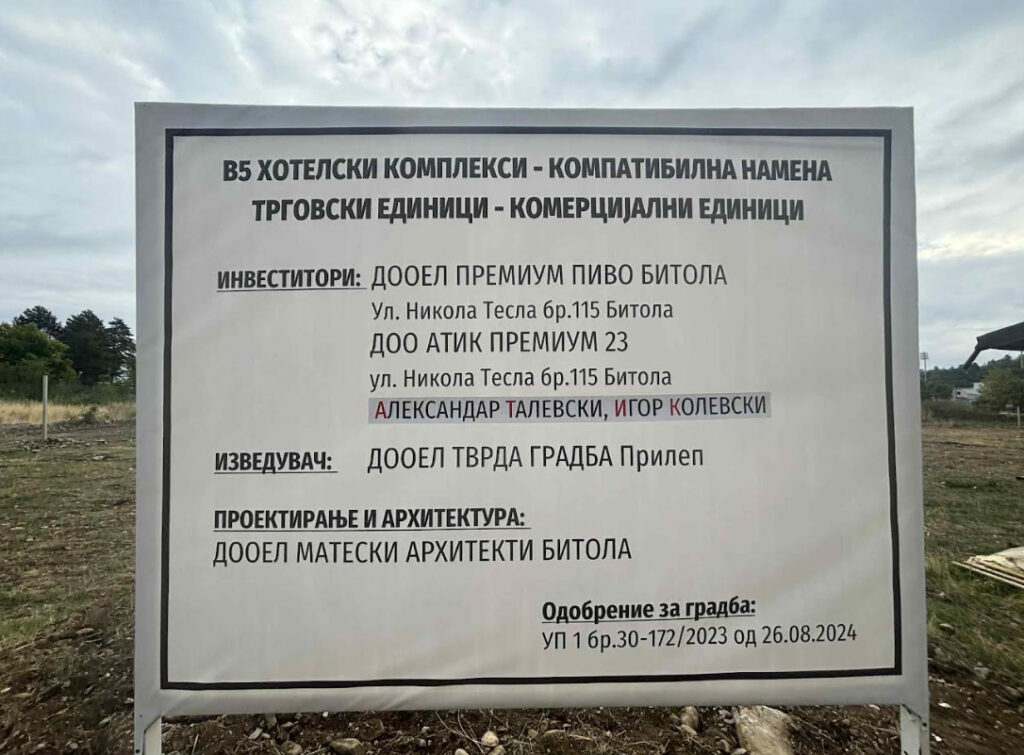 В5 ХОТЕЛСКИ КОМПЛЕКСИ - КОМПАТИБИЛНА НАМЕНА
ТРГОВСКИ ЕДИНИЦИ - КОМЕРЦИЈАЛНИ ЕДИНИЦИ
ИНВЕСТИТОРИ: ДООЕЛ ПРЕМИУМ ПИВО БИТОЛА
Ул. Никола Тесла бр.115 Битола
ДОО АТИК ПРЕМИУМ 23
ул. Никола Тесла бр.115 Битола
АЛЕКСАНДАР ТАЛЕВСКИ, ИГОР КОЛЕВСКИ
ИЗВЕДУВАЧ: ДООЕЛ ТВРДА ГРАДБА Прилеп
ПРОЕКТИРАЊЕ И АРХИТЕКТУРА:
ДООЕЛ МАТЕСКИ АРХИТЕКТИ БИТОЛА
Одобрение за градба:
УП 1 бр.30-172/2023 од 26.08.2024